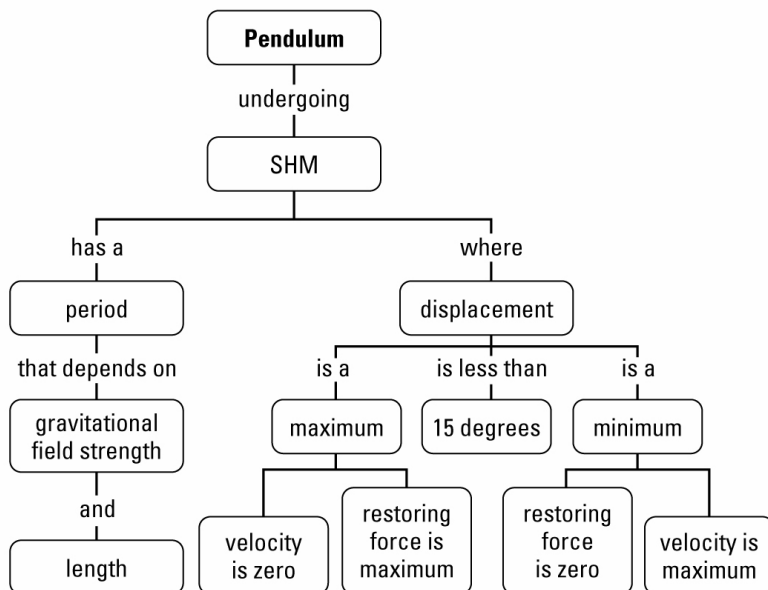 Pendulum
undergoing
SHM
has a
where
period
displacement
that depends on
is a
is less than
is a
gravitational
field strength
maximum
15 degrees
minimum
and
length
velocity
is zero
restoring
force is
maximum
restoring
force
is zero
velocity is
maximum